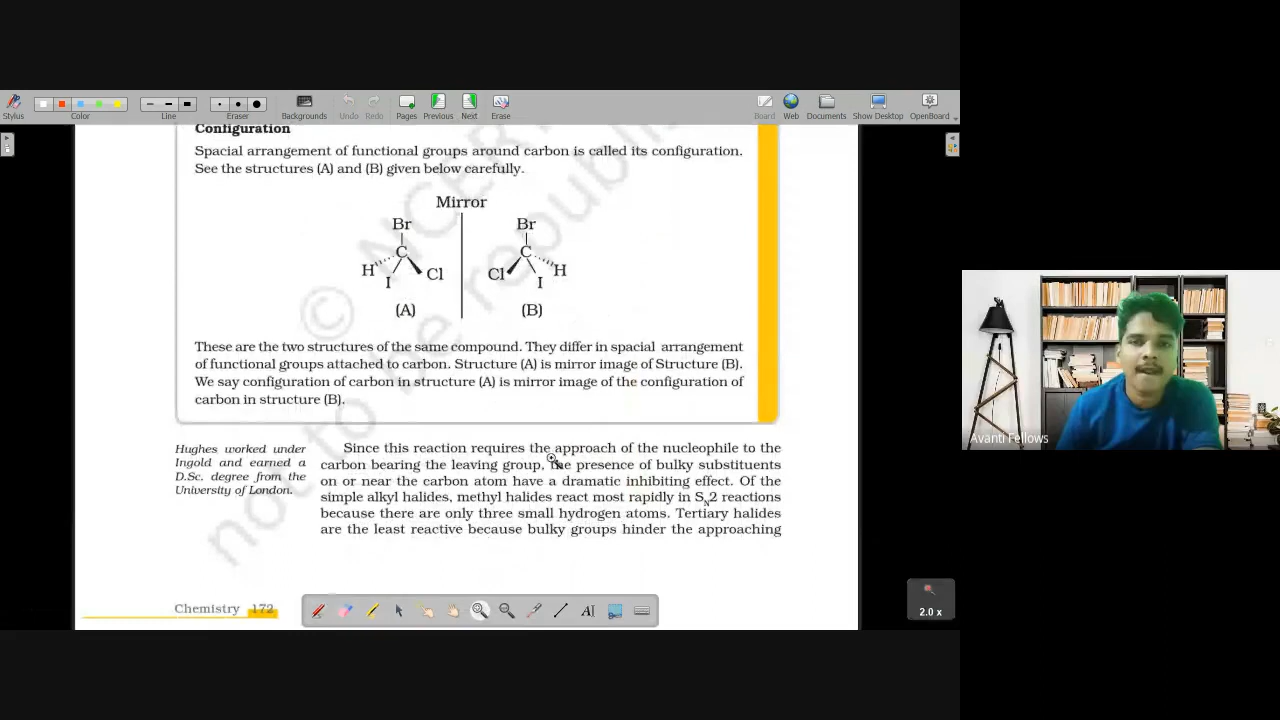 Stylus
Color
Line
Eraser
Backgrounds
Undo
Redo
Pages
Previous
Next
Erase
Board
Web
Documents
Show Desktop
OpenBoard
Configuration
Spacial arrangement of functional groups around carbon is called its configuration.
See the structures (A) and (B) given below carefully.
Mirror
Br Br
C C
H I Cl Cl I H
(A) (B)
These are the two structures of the same compound. They differ in spacial arrangement
of functional groups attached to carbon. Structure (A) is mirror image of Structure (B).
We say configuration of carbon in structure (A) is mirror image of the configuration of
carbon in structure (B).
Hughes worked under
Ingold and earned a
D.Sc. degree from the
University of London.
Since this reaction requires the approach of the nucleophile to the
carbon bearing the leaving group, the presence of bulky substituents
on or near the carbon atom have a dramatic inhibiting effect. Of the
simple alkyl halides, methyl halides react most rapidly in SN2 reactions
because there are only three small hydrogen atoms. Tertiary halides
are the least reactive because bulky groups hinder the approaching
Chemistry 172
© NCERT
not to be republi
2.0 x
Avanti Fellows